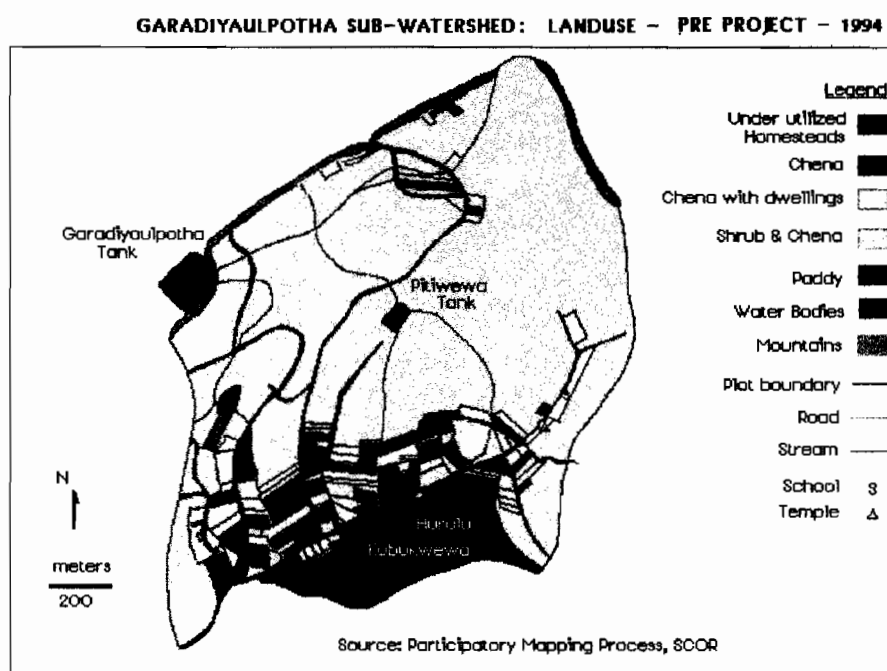 GARADIYAULPOTHA SUB-WATERSHED: LANDUSE - PRE PROJECT - 1994
Legend
Under utilized
Homesteads
Chena
Chena with dwellings
Shrub & Chena
Paddy
Water Bodies
Mountains
Plot boundary
Road
Stream
School S
Temple
Garadiyaulpotha
Tank
Pitiwewa
Tank
Hurulu
N
meters
200
Source: Participatory Mapping Process, SCOR